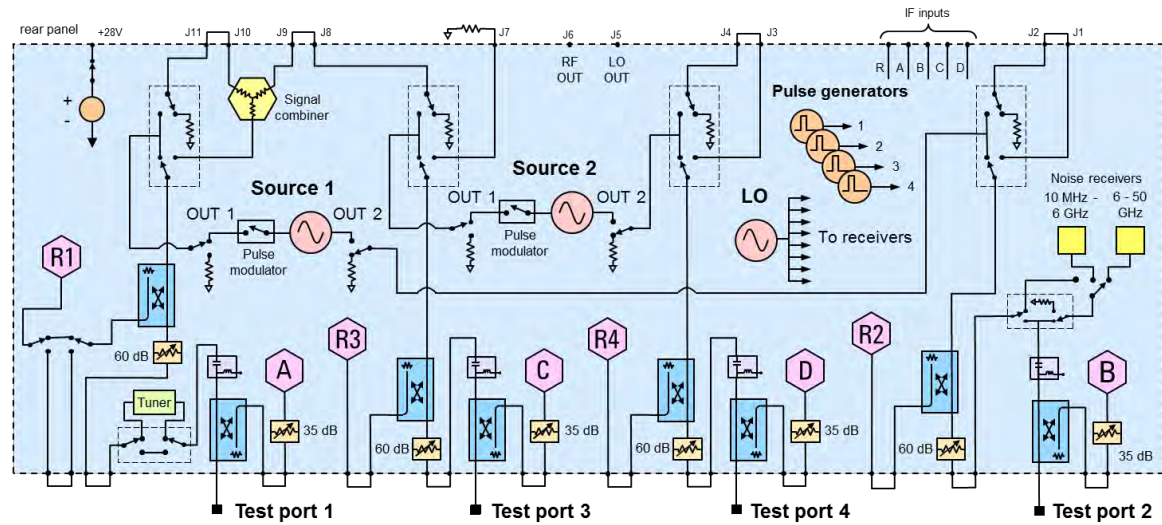 rear panel
+28V
J11
J10
J9
J8
J7
J6
J5
J4
J3
IF inputs
J2
J1
RF
OUT
LO
OUT
R
A
B
C
D
Signal
combiner
Pulse generators
1
2
3
4
+
-
Source 1
OUT 1
OUT 2
Pulse
modulator
Source 2
OUT 1
OUT 2
Pulse
modulator
LO
To receivers
Noise receivers
10 MHz -
6 GHz
6 - 50
GHz
R1
60 dB
Tuner
A
35 dB
R3
60 dB
C
35 dB
R4
60 dB
D
35 dB
R2
60 dB
B
35 dB
Test port 1
Test port 3
Test port 4
Test port 2